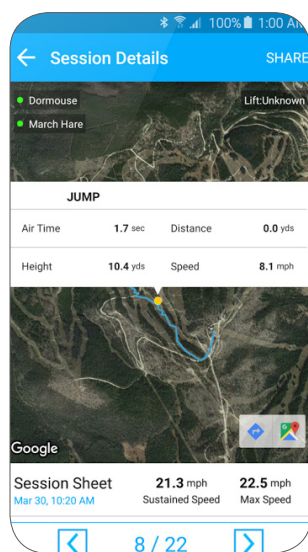 100% 1:00 AM
Session Details SHARE
Dormouse Lift:Unknown
March Hare
JUMP
Air Time 1.7 sec Distance 0.0 yds
Height 10.4 yds Speed 8.1 mph
Google
Session Sheet 21.3 mph 22.5 mph
Mar 30, 10:20 AM Sustained Speed Max Speed
8 / 22